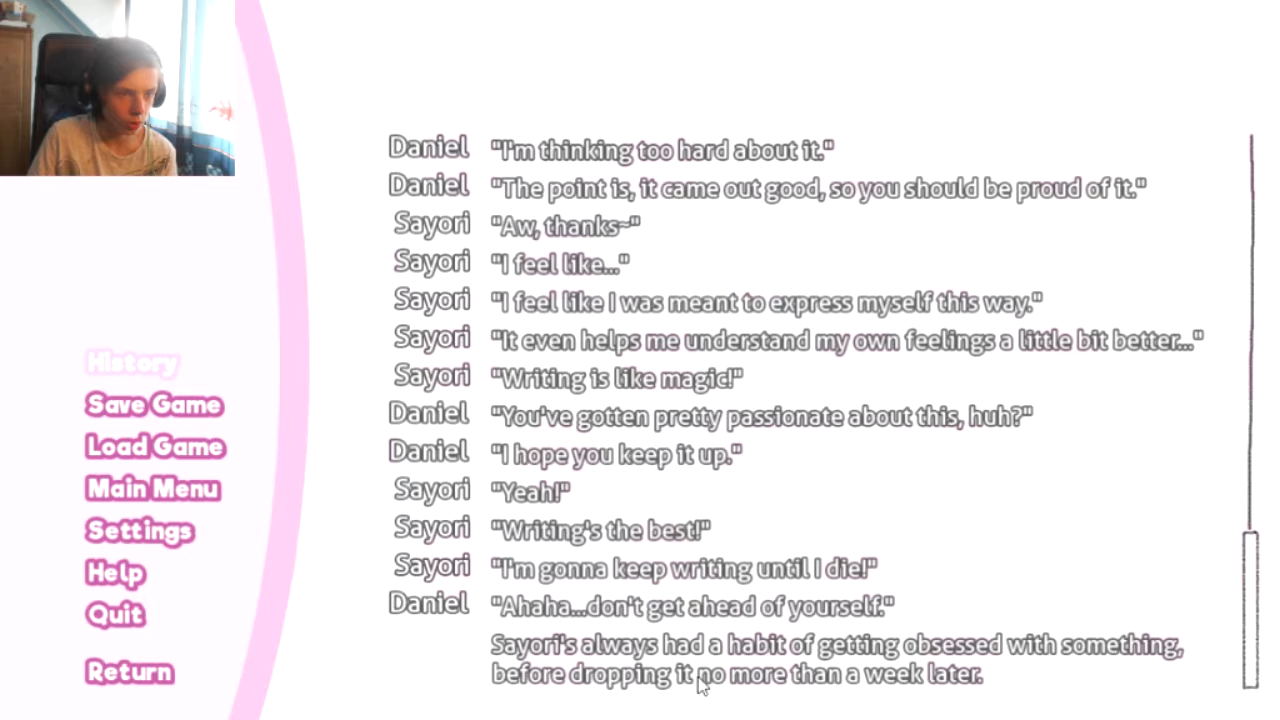 Daniel "I'm thinking too hard about it."
Daniel "The point is, it came out good, so you should be proud of it."
Sayori "Aw, thanks~"
Sayori "I feel like..."
Sayori "I feel like I was meant to express myself this way."
Sayori "It even helps me understand my own feelings a little bit better..."
Sayori "Writing is like magic!"
Daniel "You've gotten pretty passionate about this, huh?"
Daniel "I hope you keep it up."
Sayori "Yeah!"
Sayori "Writing's the best!"
Sayori "I'm gonna keep writing until I die!"
Daniel "Ahaha...don't get ahead of yourself."
Sayori's always had a habit of getting obsessed with something,
before dropping it no more than a week later.
History
Save Game
Load Game
Main Menu
Settings
Help
Quit
Return